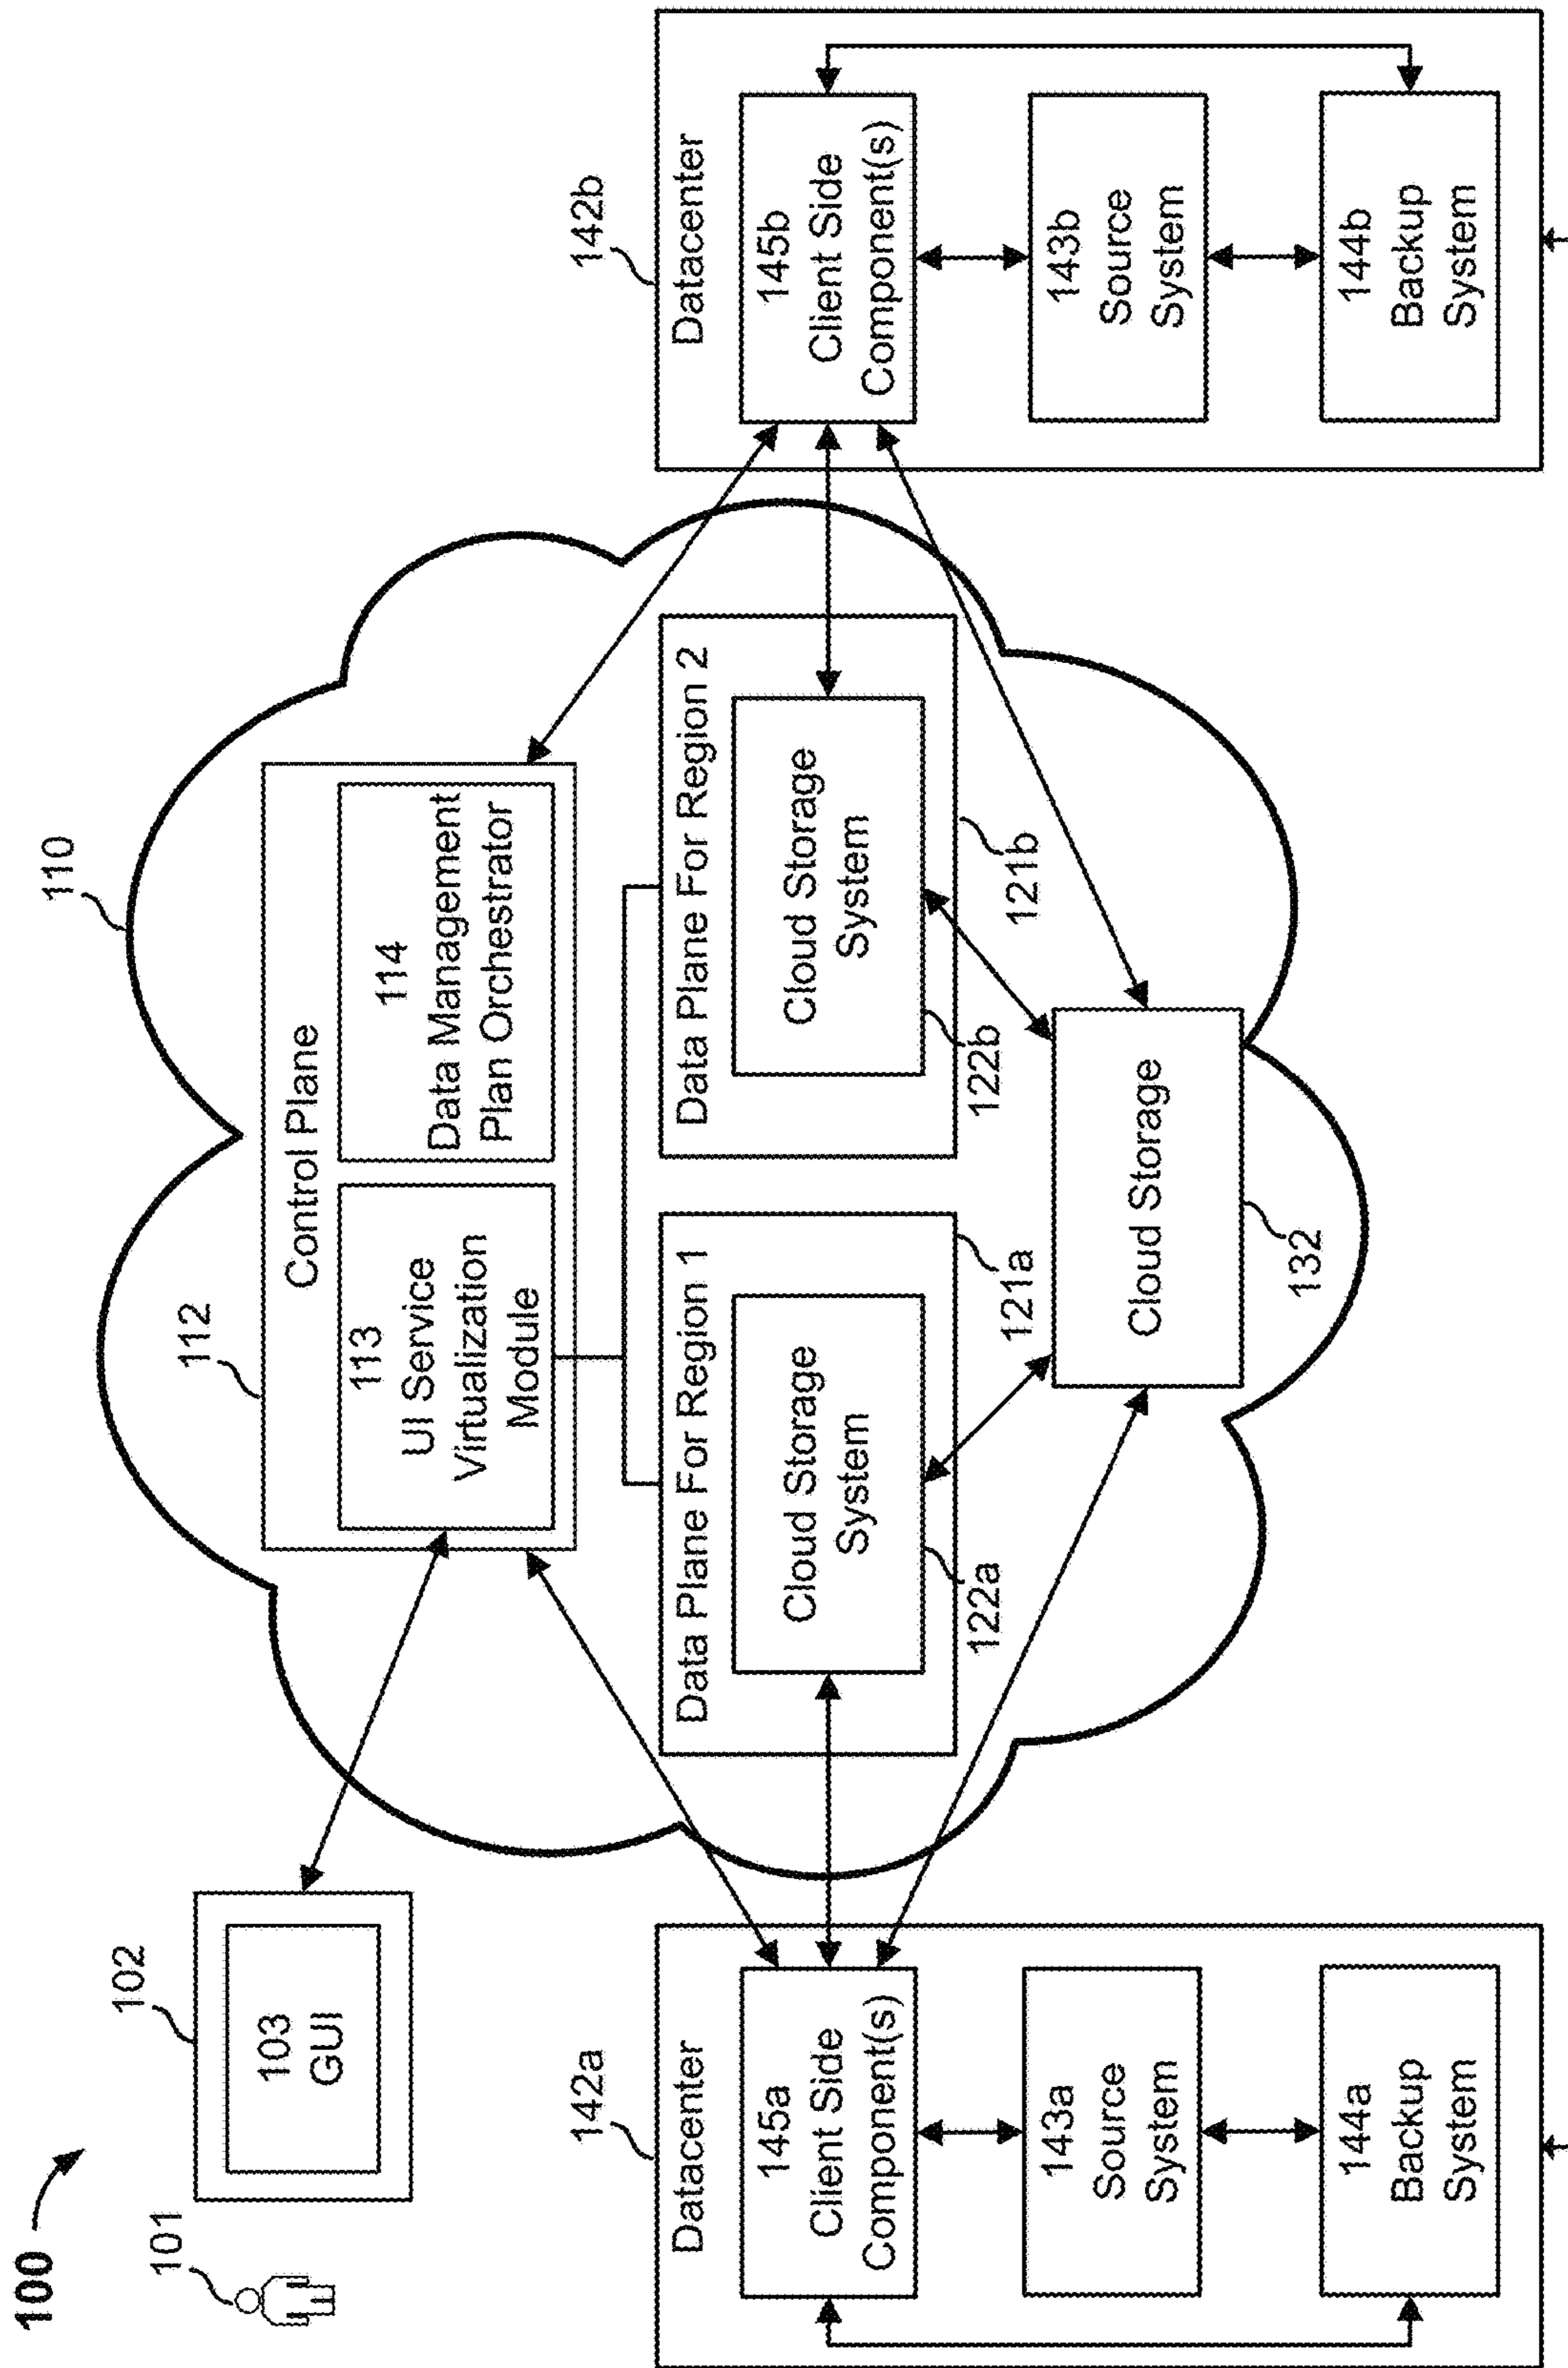 100
101
102
103
GUI
110
112
Control Plane
113
UI Service
Virtualization
Module
114
Data Management
Plan Orchestrator
142a
Datacenter
145a
Client Side
Component(s)
143a
Source
System
144a
Backup
System
Data Plane For Region 1
Cloud Storage
System
122a
121a
Data Plane For Region 2
Cloud Storage
System
122b
121b
Cloud Storage
132
142b
Datacenter
145b
Client Side
Component(s)
143b
Source
System
144b
Backup
System